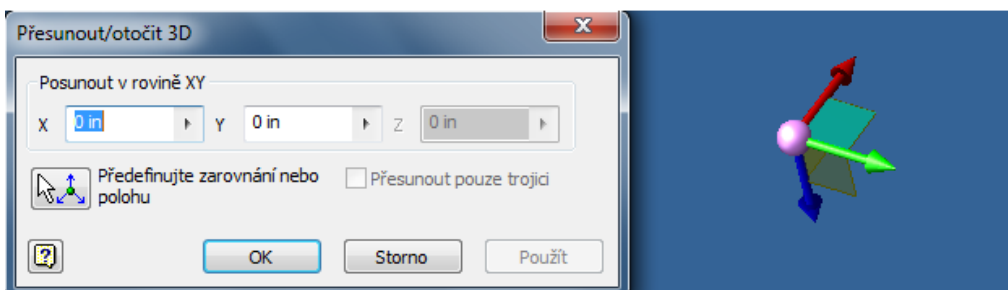 Přesunout/otočit 3D
Posunout v rovině XY
X 0 in Y 0 in Z 0 in
Předefinujte zarovnání nebo
polohu
Přesunout pouze trojici
OK Storno Použít